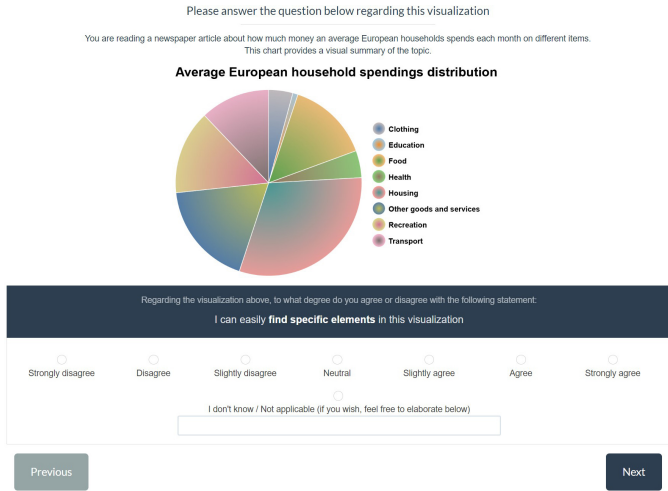 Please answer the question below regarding this visualization
You are reading a newspaper article about how much money an average European households spends each month on different items.
This chart provides a visual summary of the topic.
Average European household spendings distribution
Clothing
Education
Food
Health
Housing
Other goods and services
Recreation
Transport
Regarding the visualization above, to what degree do you agree or disagree with the following statement:
I can easily find specific elements in this visualization
Strongly disagree
Disagree
Slightly disagree
Neutral
Slightly agree
Agree
Strongly agree
I don't know / Not applicable (if you wish, feel free to elaborate below)
Previous
Next